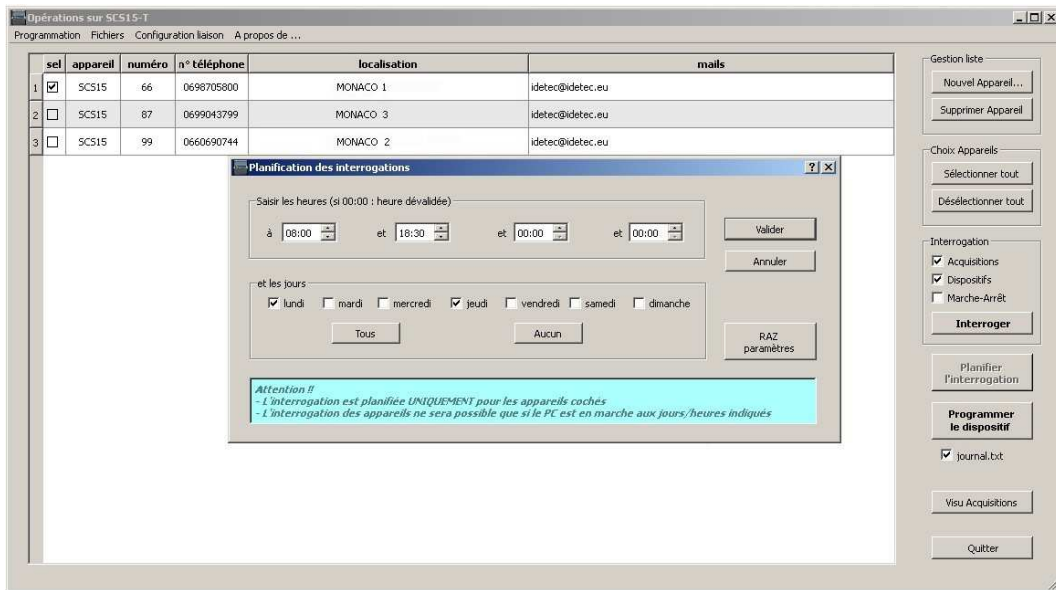 Opérations sur SCS15-T
Programmation Fichiers Configuration liaison A propos de ...
sel appareil numéro n° téléphone localisation mails
1 SCS15 66 0698705800 MONACO 1 idetec@idetec.eu
2 SCS15 87 0699043799 MONACO 3 idetec@idetec.eu
3 SCS15 99 0660690744 MONACO 2 idetec@idetec.eu
Planification des interrogations
Saisir les heures (si 00:00 : heure dévalidée)
à 08:00 et 18:30 et 00:00 et 00:00
Valider
Annuler
et les jours
lundi mardi mercredi jeudi vendredi samedi dimanche
Tous Aucun
RAZ
paramètres
Attention !!
- L'interrogation est planifiée UNIQUEMENT pour les appareils cochés
- L'interrogation des appareils ne sera possible que si le PC est en marche aux jours/heures indiqués
Gestion liste
Nouvel Appareil...
Supprimer Appareil
Choix Appareils
Sélectionner tout
Désélectionner tout
Interrogation
Acquisitions
Dispositifs
Marche-Arrêt
Interroger
Planifier
l'interrogation
Programmer
le dispositif
journal.txt
Visu Acquisitions
Quitter